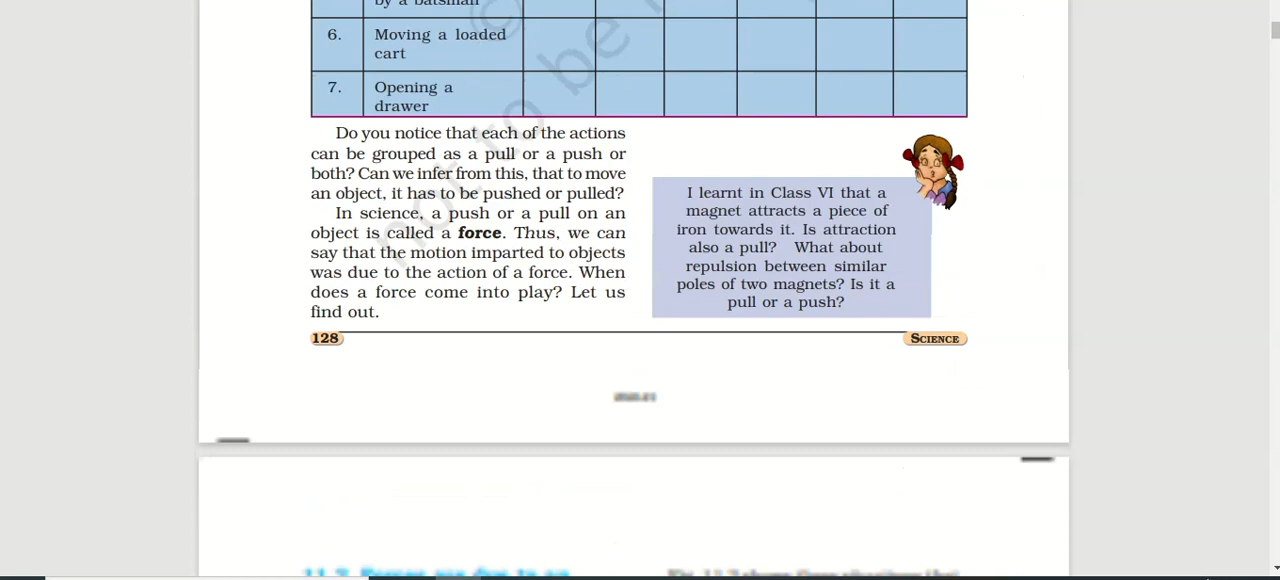 by a batsman
6. Moving a loaded
cart
7. Opening a
drawer
Do you notice that each of the actions
can be grouped as a pull or a push or
both? Can we infer from this, that to move
an object, it has to be pushed or pulled?
In science, a push or a pull on an
object is called a force. Thus, we can
say that the motion imparted to objects
was due to the action of a force. When
does a force come into play? Let us
find out.
I learnt in Class VI that a
magnet attracts a piece of
iron towards it. Is attraction
also a pull? What about
repulsion between similar
poles of two magnets? Is it a
pull or a push?
128
SCIENCE
not to be
©